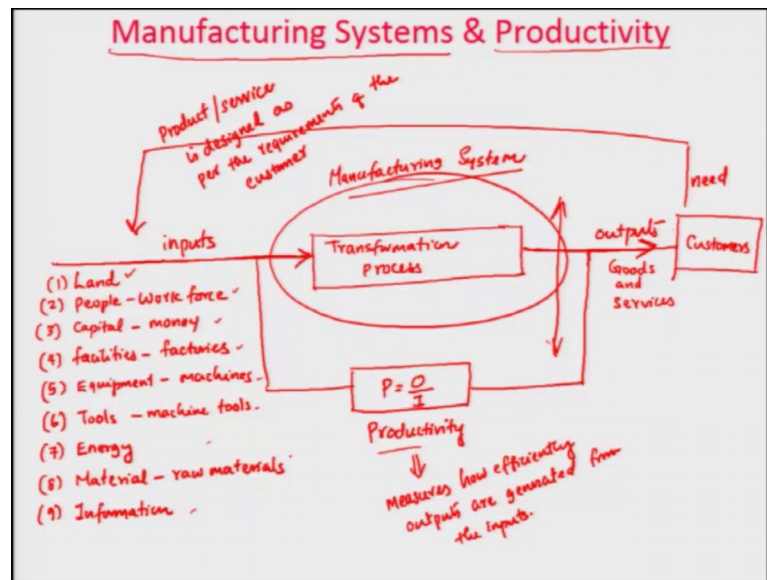 Manufacturing Systems & Productivity
Product/service
is designed as
per the requirements of the
customer
Manufacturing System
need
inputs
Transformation
process
outputs
Goods
and
services
Customers
(1) Land
(2) People - work force
(3) Capital - money
(4) facilities - factories
(5) Equipment - machines
(6) Tools - machine tools
(7) Energy
(8) Material - raw materials
(9) Information
P = O
I
Productivity
Measures how efficiently
outputs are generated from
the inputs.